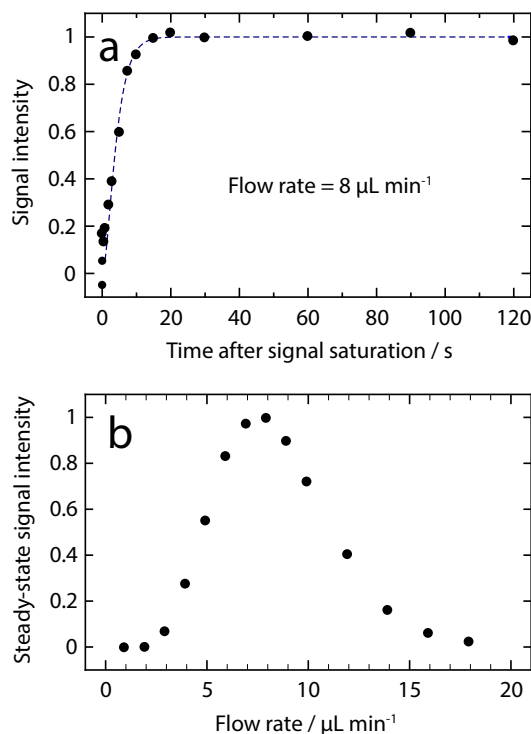 a
1
0.8
0.6
0.4
0.2
0
Signal intensity
Flow rate = 8 µL min-1
0 20 40 60 80 100 120
Time after signal saturation / s
b
1
0.8
0.6
0.4
0.2
0
Steady-state signal intensity
0 5 10 15 20
Flow rate / µL min-1